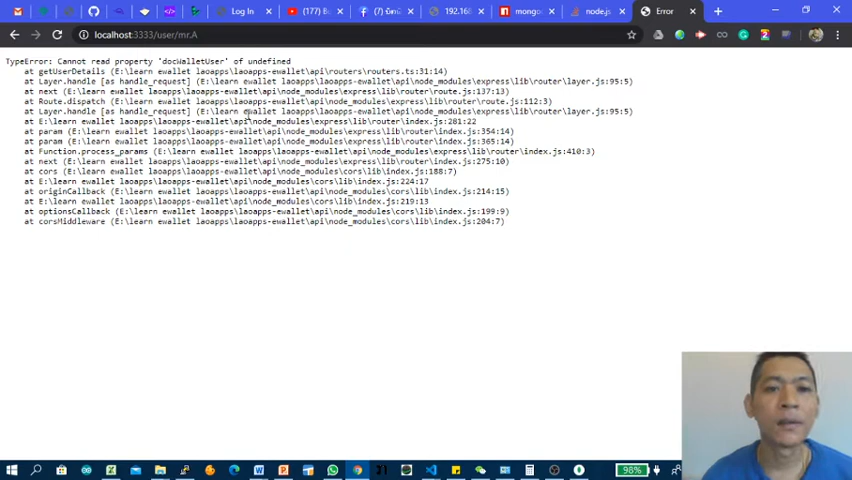 Log In
(177) B
(7)
192.168
mongo
node.js
Error
localhost:3333/user/mr.A
TypeError: Cannot read property 'docWalletUser' of undefined
at getUserDetails (E:\learn ewallet laoapps\laoapps-ewallet\api\routers\routers.ts:31:14)
at Layer.handle [as handle_request] (E:\learn ewallet laoapps\laoapps-ewallet\api\node_modules\express\lib\router\layer.js:95:5)
at next (E:\learn ewallet laoapps\laoapps-ewallet\api\node_modules\express\lib\router\route.js:137:13)
at Route.dispatch (E:\learn ewallet laoapps\laoapps-ewallet\api\node_modules\express\lib\router\route.js:112:3)
at Layer.handle [as handle_request] (E:\learn ewallet laoapps\laoapps-ewallet\api\node_modules\express\lib\router\layer.js:95:5)
at E:\learn ewallet laoapps\laoapps-ewallet\api\node_modules\express\lib\router\index.js:281:22
at param (E:\learn ewallet laoapps\laoapps-ewallet\api\node_modules\express\lib\router\index.js:354:14)
at param (E:\learn ewallet laoapps\laoapps-ewallet\api\node_modules\express\lib\router\index.js:365:14)
at Function.process_params (E:\learn ewallet laoapps\laoapps-ewallet\api\node_modules\express\lib\router\index.js:410:3)
at next (E:\learn ewallet laoapps\laoapps-ewallet\api\node_modules\express\lib\router\index.js:275:10)
at cors (E:\learn ewallet laoapps\laoapps-ewallet\api\node_modules\cors\lib\index.js:188:7)
at E:\learn ewallet laoapps\laoapps-ewallet\api\node_modules\cors\lib\index.js:224:17
at originCallback (E:\learn ewallet laoapps\laoapps-ewallet\api\node_modules\cors\lib\index.js:214:15)
at E:\learn ewallet laoapps\laoapps-ewallet\api\node_modules\cors\lib\index.js:219:13
at optionsCallback (E:\learn ewallet laoapps\laoapps-ewallet\api\node_modules\cors\lib\index.js:199:9)
at corsMiddleware (E:\learn ewallet laoapps\laoapps-ewallet\api\node_modules\cors\lib\index.js:204:7)
98%